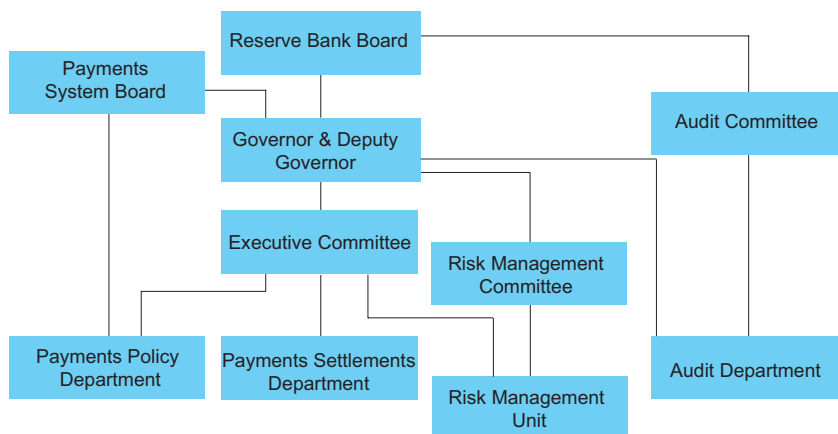 Reserve Bank Board
Payments
System Board
Audit Committee
Governor & Deputy
Governor
Executive Committee
Risk Management
Committee
Payments Policy
Department
Payments Settlements
Department
Risk Management
Unit
Audit Department